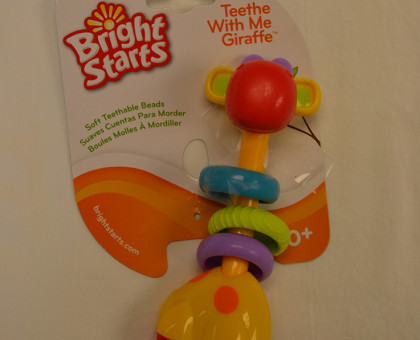 Bright
Starts
Teethe
With Me
Giraffe™
Soft Teethable Beads
Suaves Cuentas Para Morder
Boules Molles À Mordiller
brightstarts.com
0+